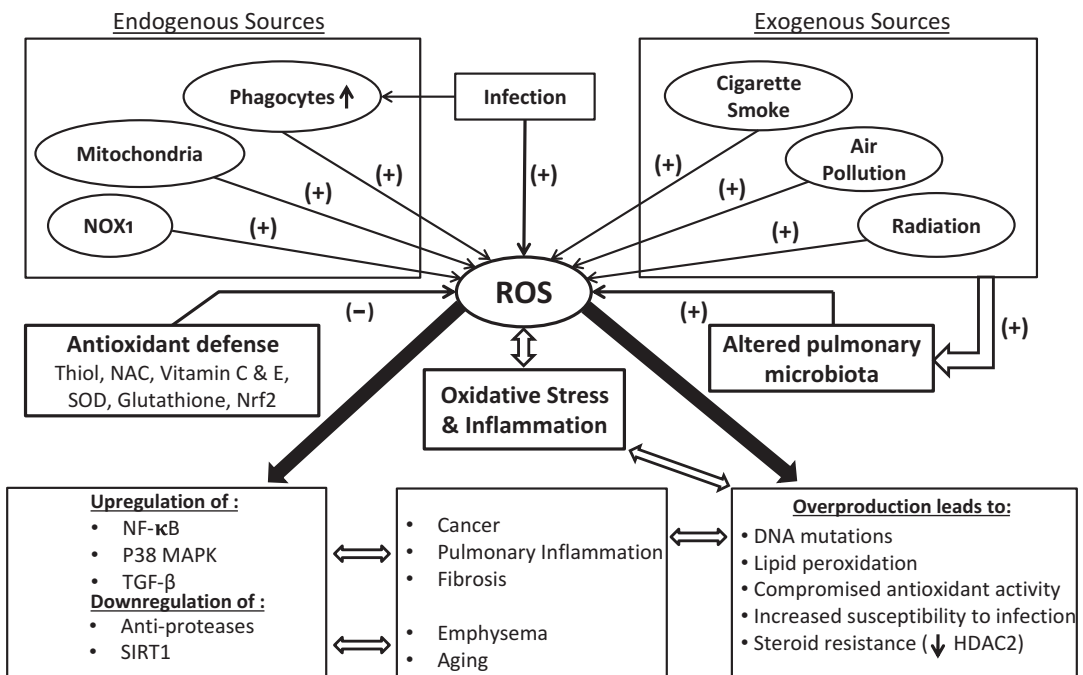 Endogenous Sources
Exogenous Sources
Phagocytes ↑
Infection
Cigarette
Smoke
Mitochondria
Air
Pollution
NOX1
Radiation
(+)
(+)
(+)
(+)
(+)
(+)
(+)
ROS
(−)
(+)
(+)
Antioxidant defense
Thiol, NAC, Vitamin C & E,
SOD, Glutathione, Nrf2
Altered pulmonary
microbiota
Oxidative Stress
& Inflammation
Upregulation of :
• NF-κB
• P38 MAPK
• TGF-β
Downregulation of :
• Anti-proteases
• SIRT1
• Cancer
• Pulmonary Inflammation
• Fibrosis
• Emphysema
• Aging
Overproduction leads to:
• DNA mutations
• Lipid peroxidation
• Compromised antioxidant activity
• Increased susceptibility to infection
• Steroid resistance (↓ HDAC2)